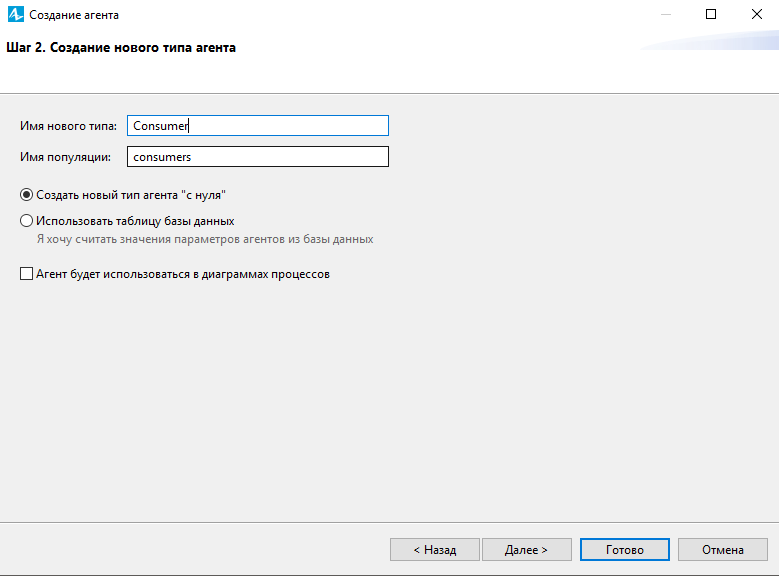 Создание агента
Шаг 2. Создание нового типа агента
Имя нового типа: Consumer
Имя популяции: consumers
Создать новый тип агента "с нуля"
Использовать таблицу базы данных
Я хочу считать значения параметров агентов из базы данных
Агент будет использоваться в диаграммах процессов
< Назад Далее > Готово Отмена